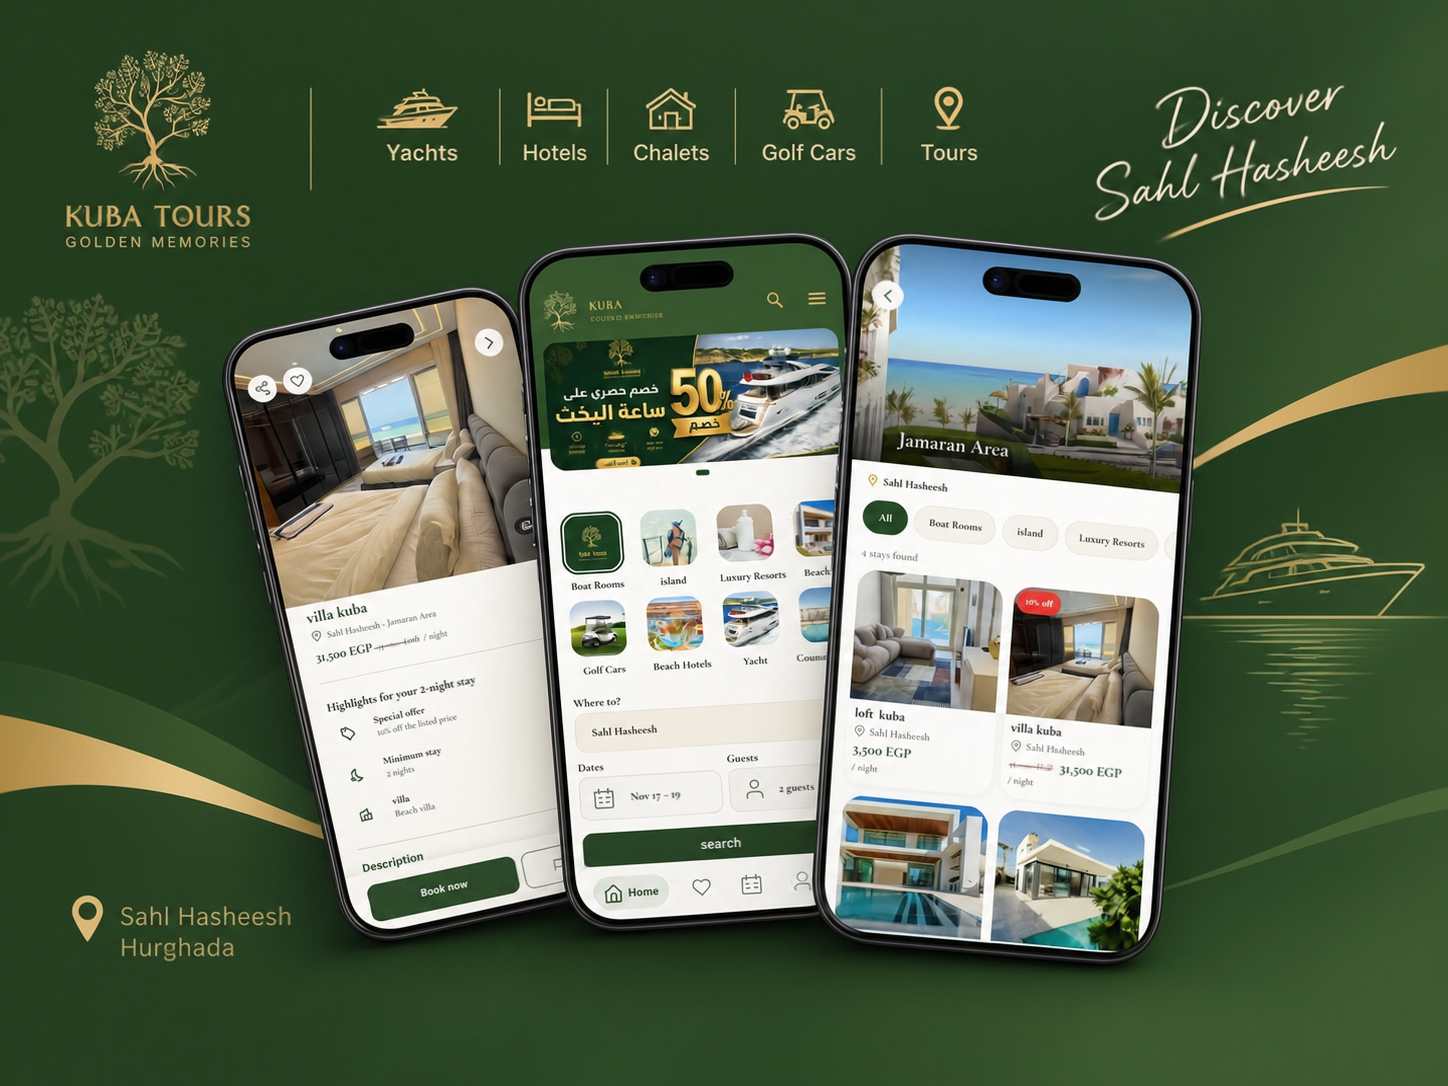 KUBA TOURS
GOLDEN MEMORIES
Yachts
Hotels
Chalets
Golf Cars
Tours
Discover
Sahl Hasheesh
villa kuba
Sahl Hasheesh - Jamaran Area
31,500 EGP
/ night
Highlights for your 2-night stay
Special offer
10% off the listed price
Minimum stay
2 nights
villa
Beach villa
Description
Book now
KUBA
خصم حصري على
ساعة اليخت
50%
خصم
Boat Rooms
island
Luxury Resorts
Beach
Golf Cars
Beach Hotels
Yacht
Where to?
Sahl Hasheesh
Dates
Guests
Nov 17 – 19
2 guests
search
Home
Jamaran Area
Sahl Hasheesh
All
Boat Rooms
island
Luxury Resorts
4 stays found
10% off
loft kuba
Sahl Hasheesh
3,500 EGP
/ night
villa kuba
Sahl Hasheesh
31,500 EGP
/ night
Sahl Hasheesh
Hurghada